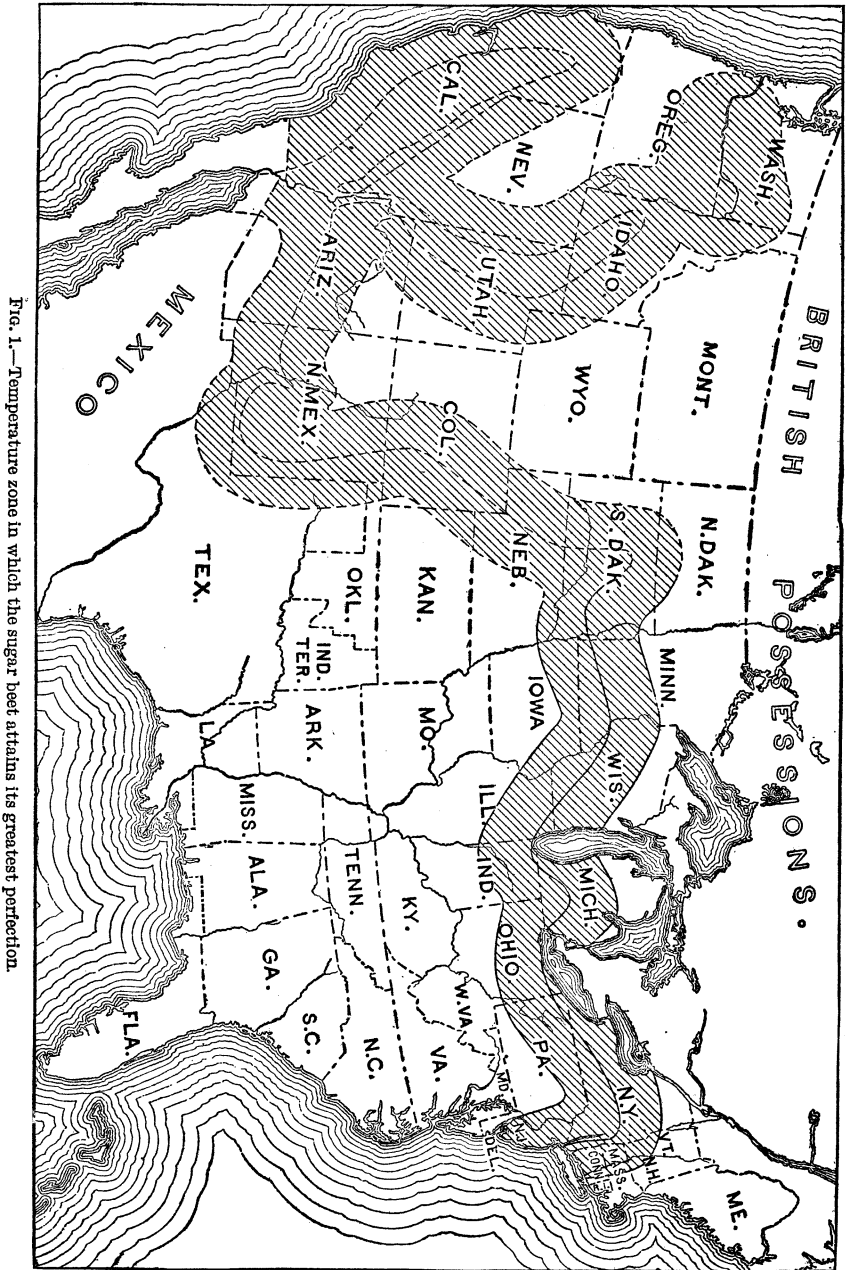 BRITISH POSSESSIONS.
WASH.
OREG.
CAL.
NEV.
IDAHO.
UTAH
ARIZ.
MONT.
WYO.
COL.
N.MEX.
N.DAK.
S.DAK.
NEB.
KAN.
OKL.
IND.
TER.
TEX.
MINN.
IOWA
MO.
ARK.
LA.
WIS.
ILL.
MICH.
IND.
OHIO.
KY.
TENN.
MISS.
ALA.
GA.
FLA.
S.C.
N.C.
VA.
W.VA.
MD.
DEL.
N.J.
PA.
N.Y.
VT.
N.H.
MASS.
CONN.
ME.
MEXICO
FIG. 1.—Temperature zone in which the sugar beet attains its greatest perfection.